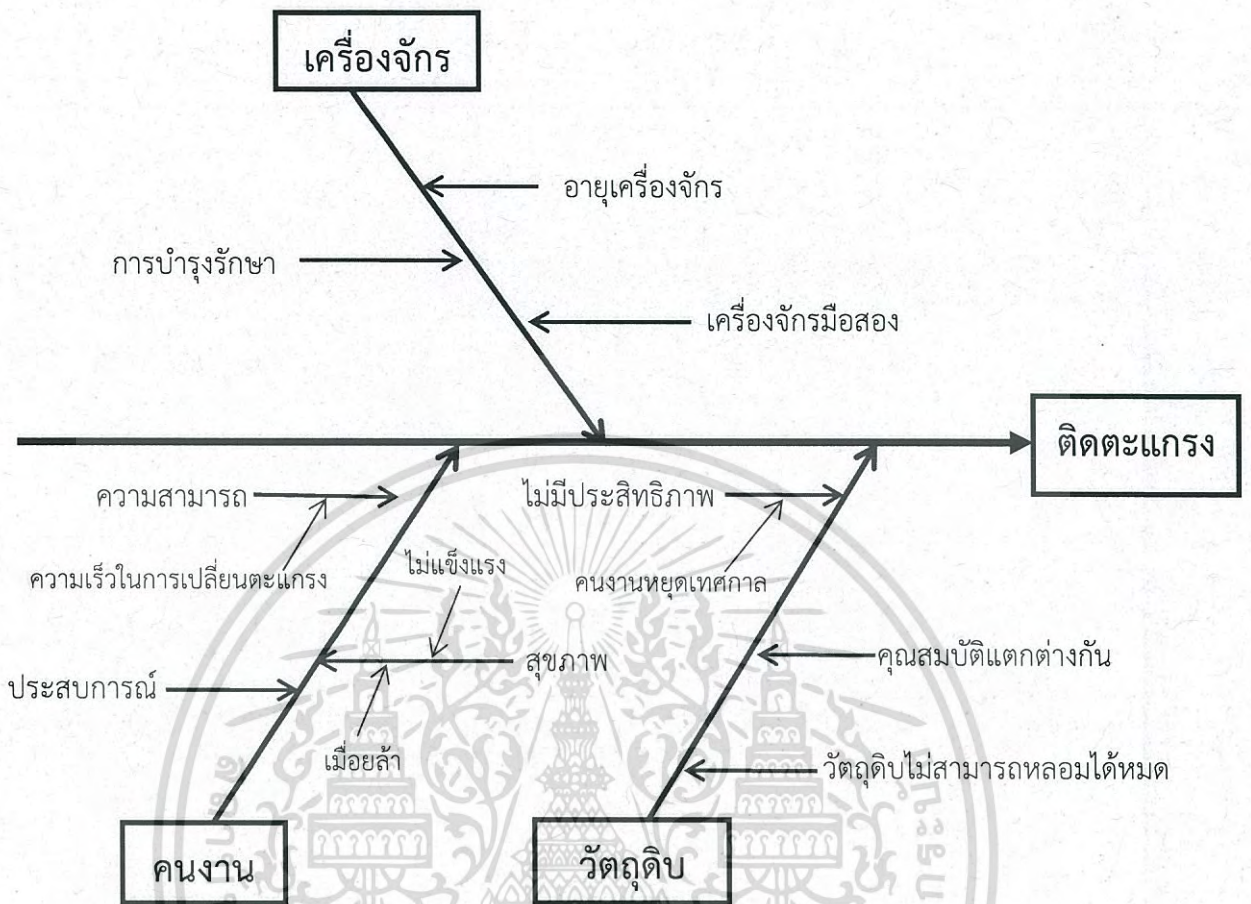 เครื่องจักร
อายุเครื่องจักร
การบำรุงรักษา
เครื่องจักรมือสอง
ติดตะแกรง
ความสามารถ
ไม่มีประสิทธิภาพ
ความเร็วในการเปลี่ยนตะแกรง
ไม่แข็งแรง
คนงานหยุดเทศกาล
สุขภาพ
คุณสมบัติแตกต่างกัน
ประสบการณ์
เมื่อยล้า
วัตถุดิบไม่สามารถหลอมได้หมด
คนงาน
วัตถุดิบ